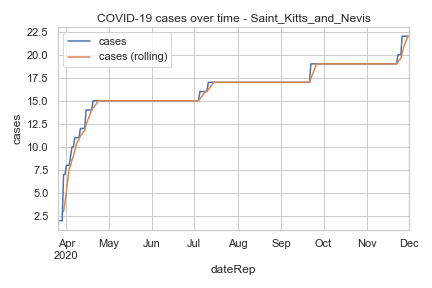 COVID-19 cases over time - Saint_Kitts_and_Nevis
cases
cases (rolling)
22.5
20.0
17.5
15.0
12.5
10.0
7.5
5.0
2.5
cases
Apr May Jun Jul Aug Sep Oct Nov Dec
2020
dateRep